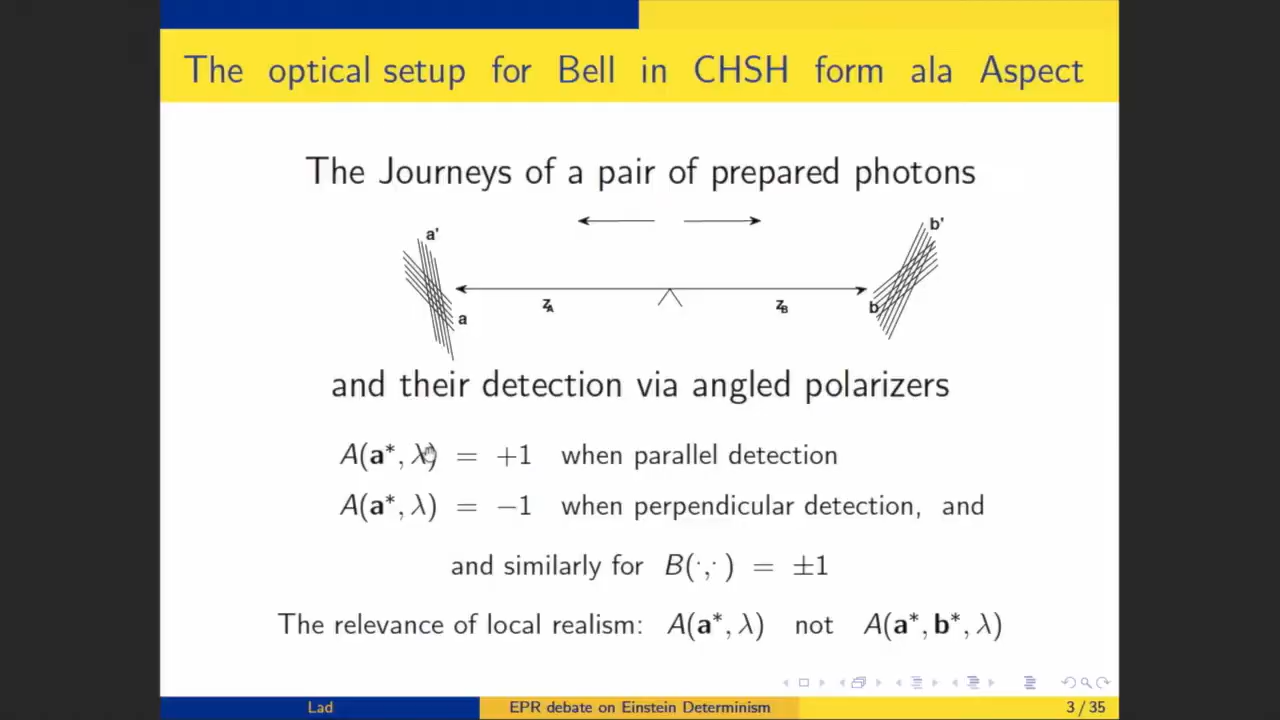 The optical setup for Bell in CHSH form ala Aspect
The Journeys of a pair of prepared photons
a' b'
z_A z_B b
a
and their detection via angled polarizers
A(a*, λ) = +1 when parallel detection
A(a*, λ) = −1 when perpendicular detection, and
and similarly for B(·,·) = ±1
The relevance of local realism: A(a*, λ) not A(a*, b*, λ)
Lad EPR debate on Einstein Determinism 3 / 35